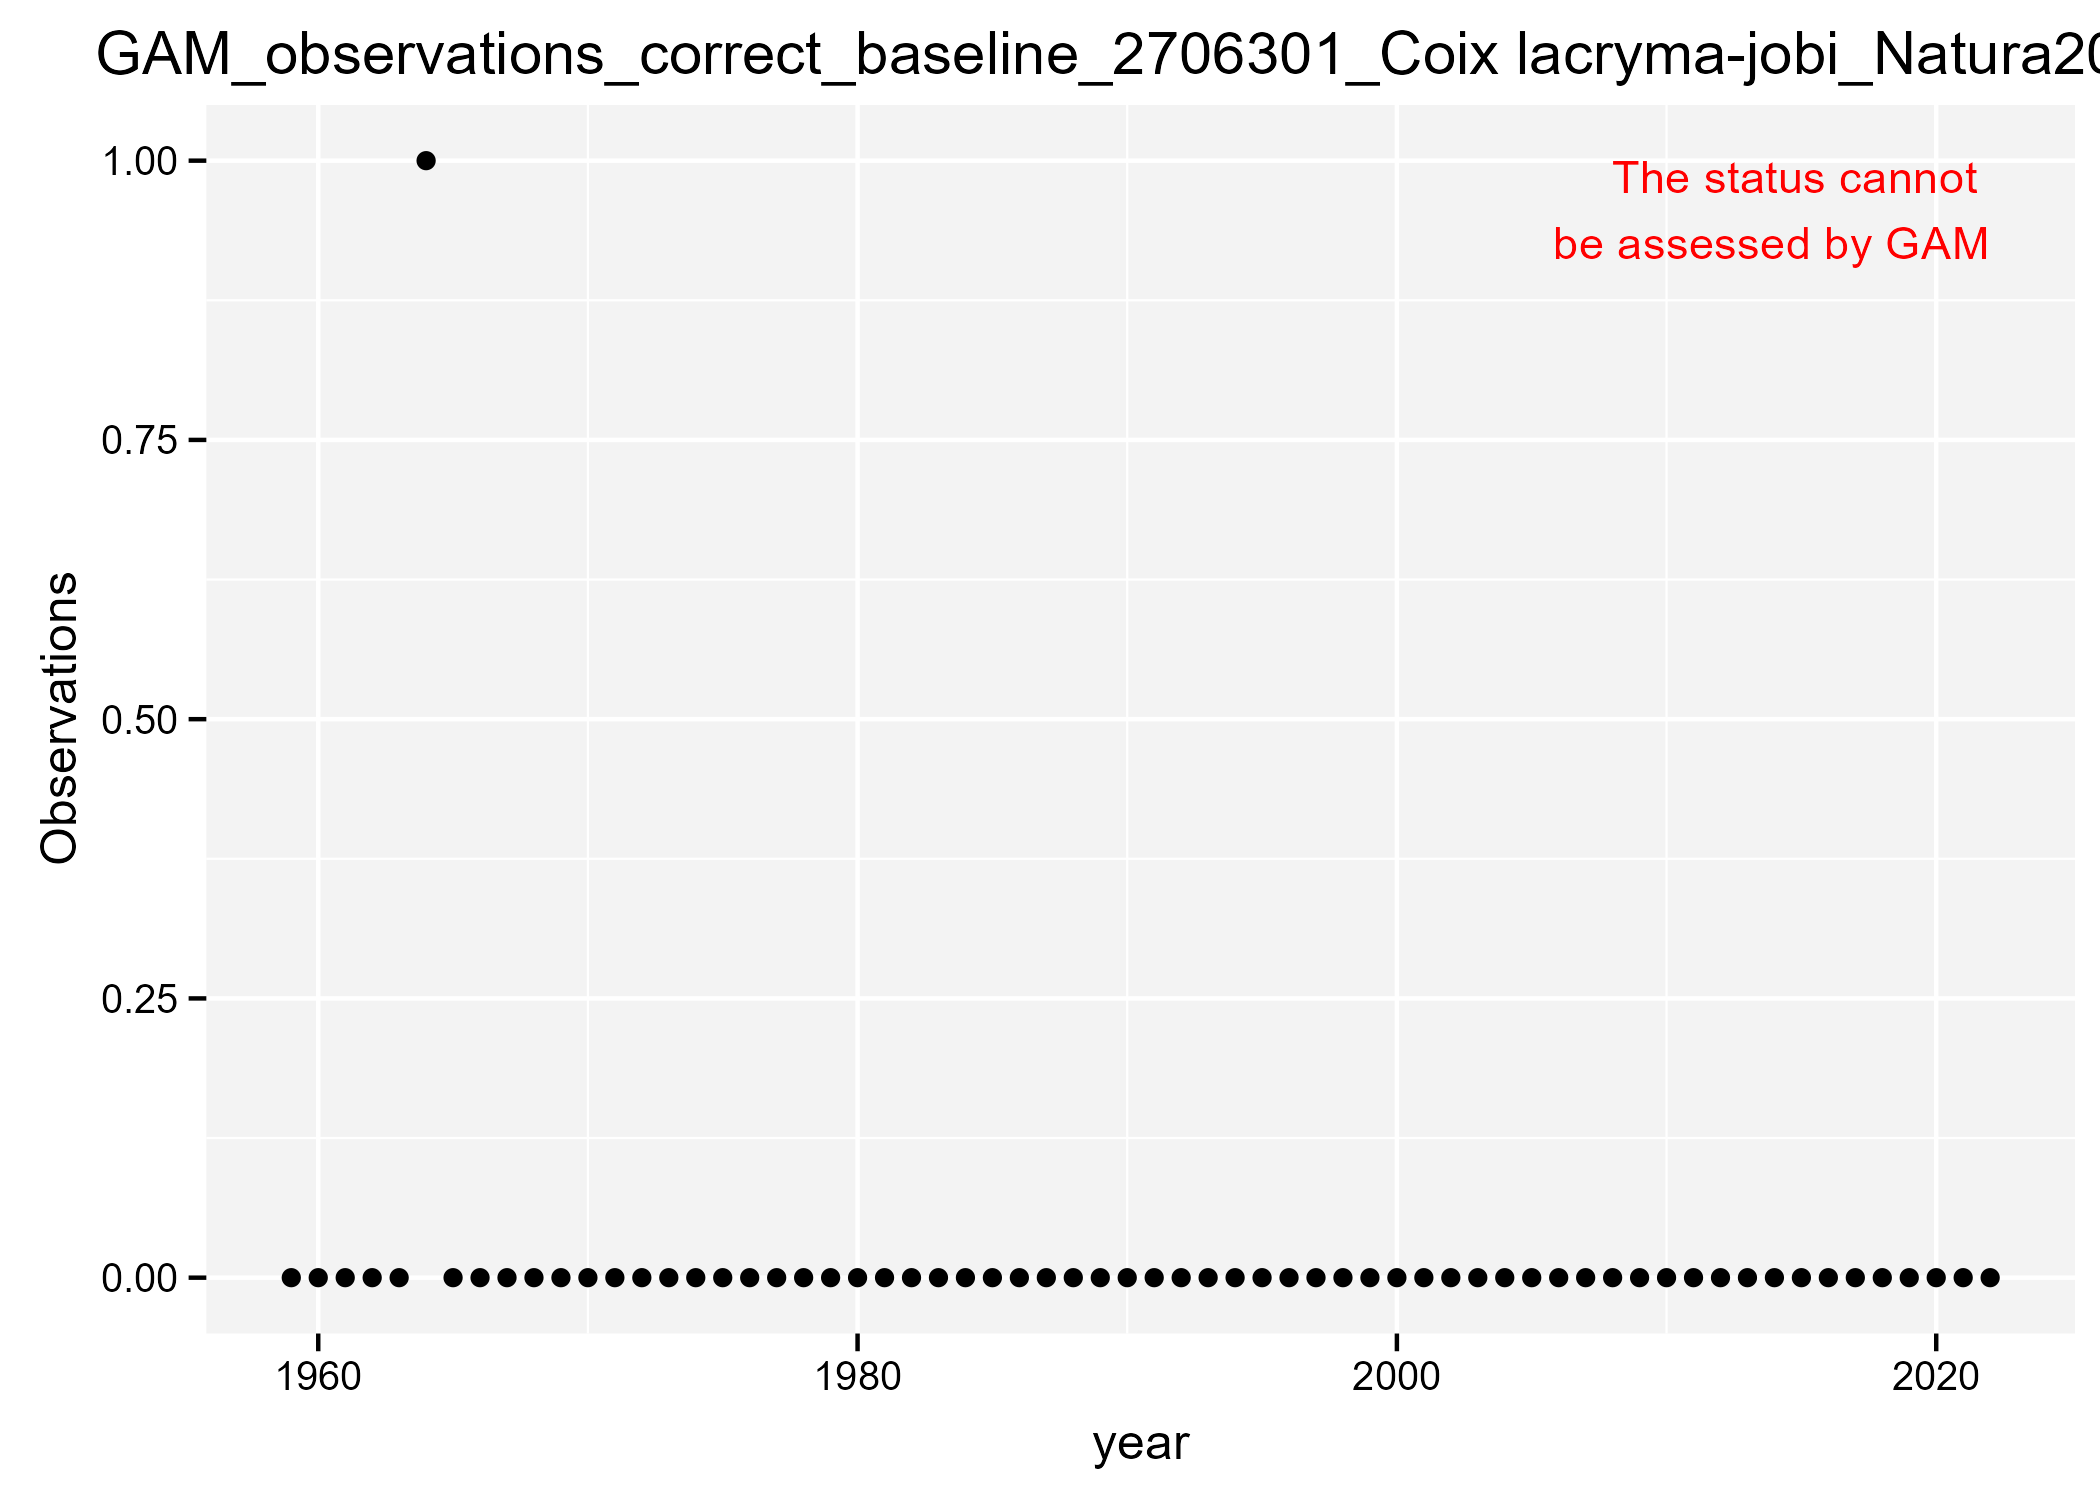 GAM_observations_correct_baseline_2706301_Coix lacryma-jobi_Natura20
1.00
The status cannot
be assessed by GAM
0.75
0.50
0.25
0.00
Observations
1960 1980 2000 2020
year